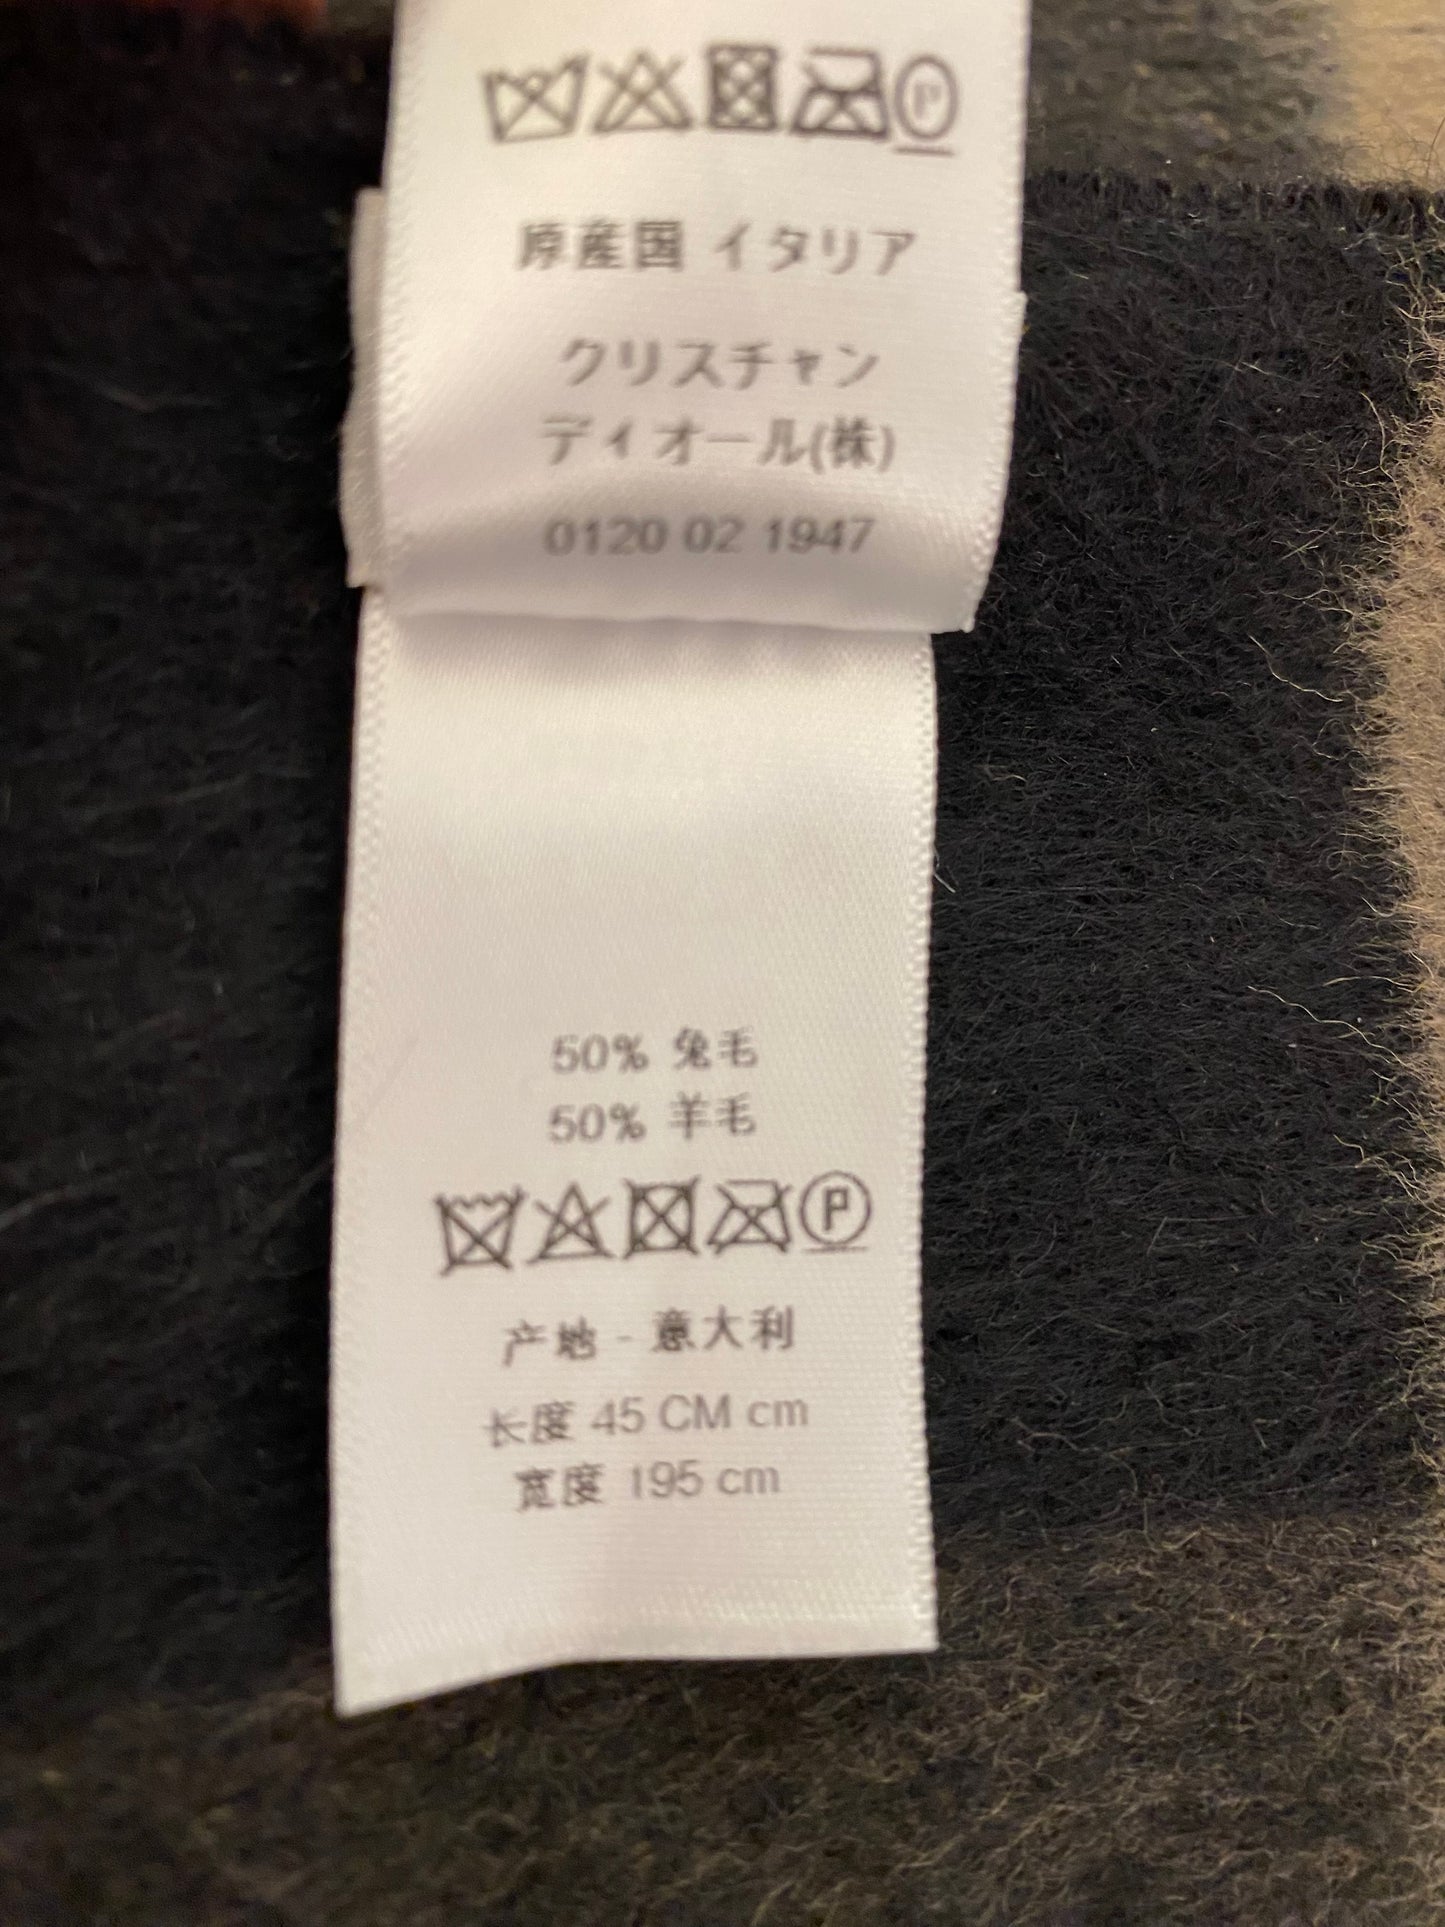 原産国 イタリア
クリスチャン
ディオール(株)
0120 02 1947
50% 兔毛
50% 羊毛
P
产地 - 意大利
长度 45 CM cm
宽度 195 cm